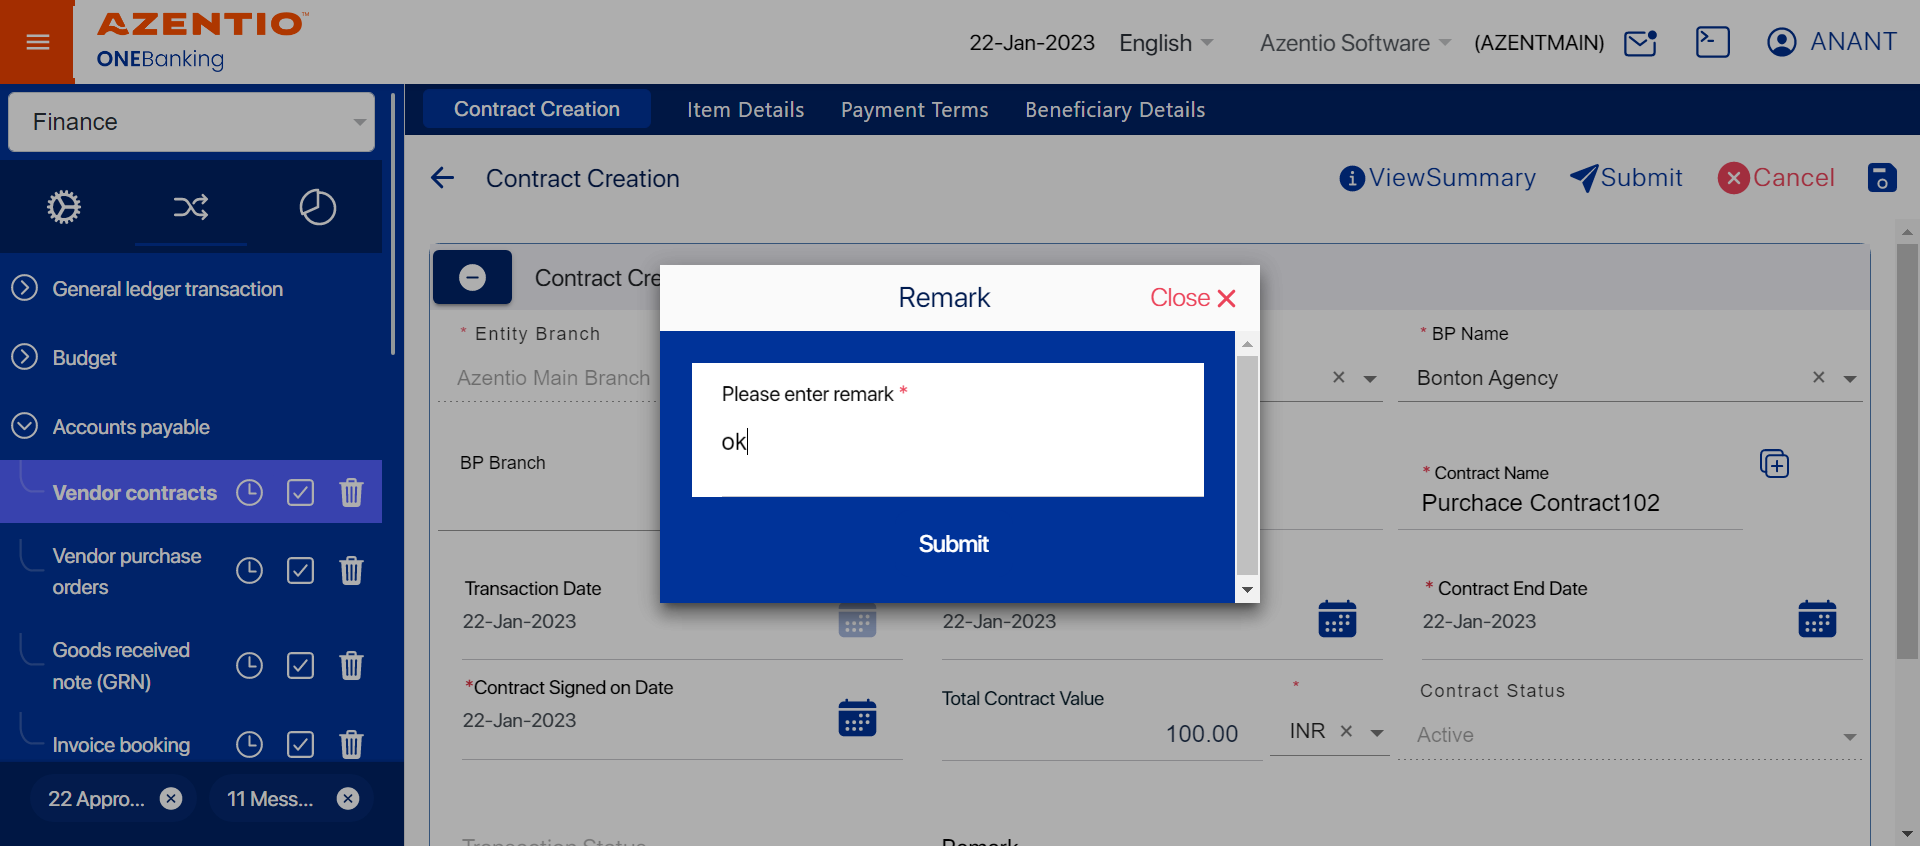 AZENTIO™
ONEBanking
22-Jan-2023 English Azentio Software (AZENTMAIN) ANANT
Finance
Contract Creation Item Details Payment Terms Beneficiary Details
Contract Creation
ViewSummary Submit Cancel
General ledger transaction
Budget
Accounts payable
Vendor contracts
Vendor purchase
orders
Goods received
note (GRN)
Invoice booking
22 Appro...
11 Mess...
Contract Cre
Remark
Close
Please enter remark *
ok
Submit
* Entity Branch
Azentio Main Branch
* BP Name
Bonton Agency
BP Branch
* Contract Name
Purchace Contract102
Transaction Date
22-Jan-2023
22-Jan-2023
* Contract End Date
22-Jan-2023
*Contract Signed on Date
22-Jan-2023
Total Contract Value
100.00
*
INR
Contract Status
Active
Transaction Status
Remark